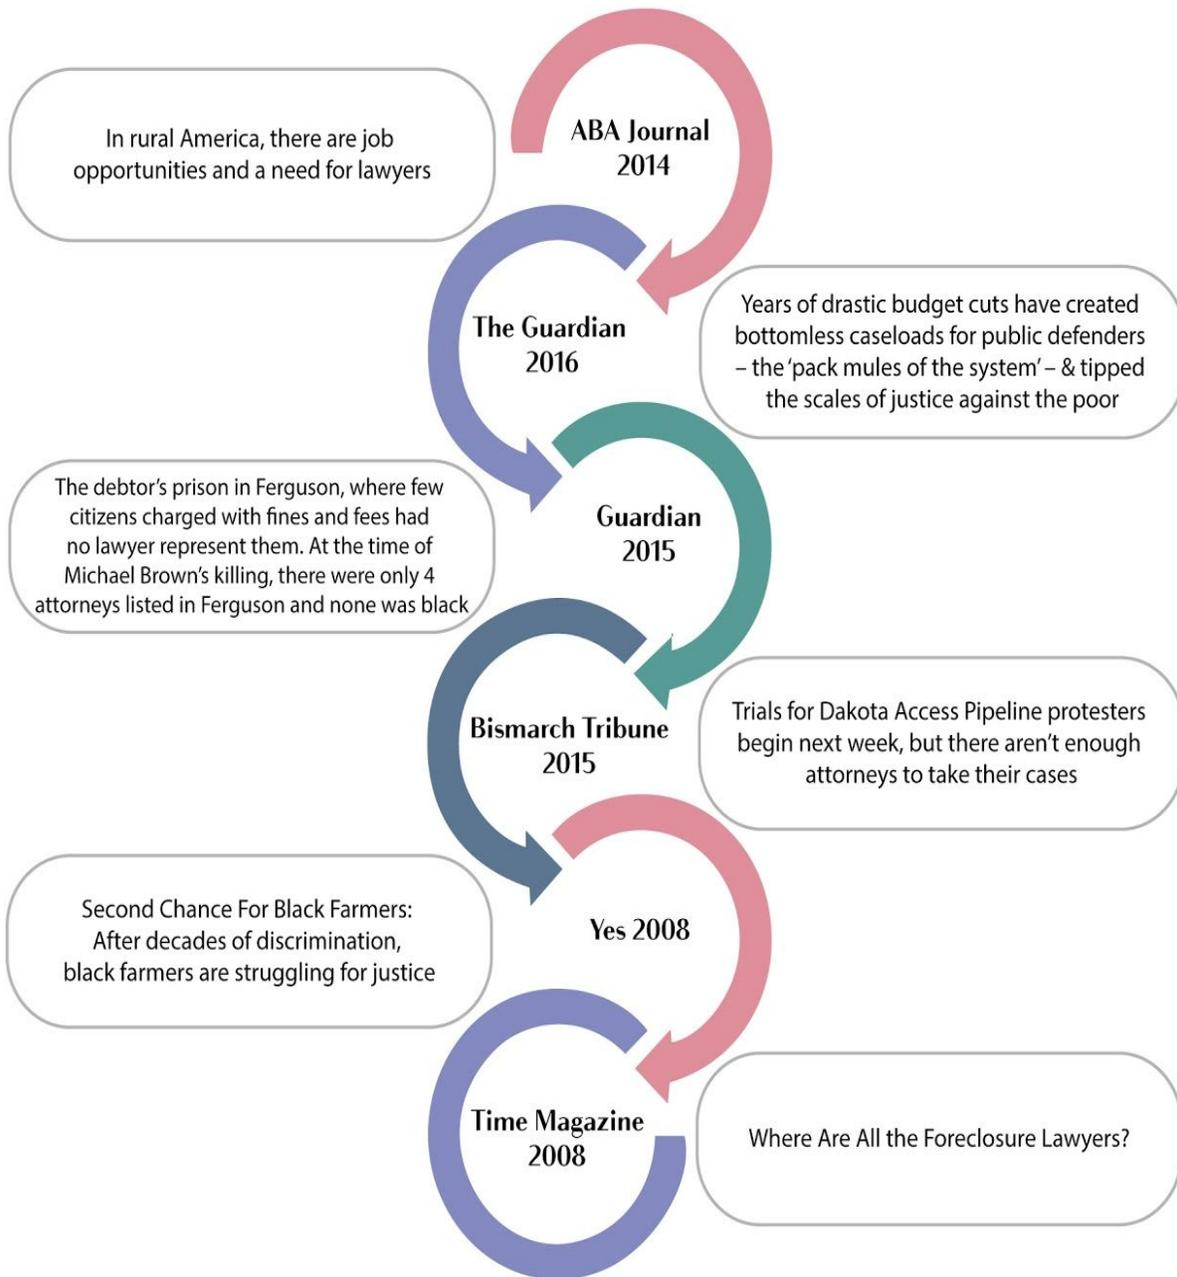 ABA Journal
2014
In rural America, there are job
opportunities and a need for lawyers
The Guardian
2016
Years of drastic budget cuts have created
bottomless caseloads for public defenders
– the ‘pack mules of the system’ – & tipped
the scales of justice against the poor
Guardian
2015
The debtor’s prison in Ferguson, where few
citizens charged with fines and fees had
no lawyer represent them. At the time of
Michael Brown’s killing, there were only 4
attorneys listed in Ferguson and none was black
Bismarch Tribune
2015
Trials for Dakota Access Pipeline protesters
begin next week, but there aren’t enough
attorneys to take their cases
Yes 2008
Second Chance For Black Farmers:
After decades of discrimination,
black farmers are struggling for justice
Time Magazine
2008
Where Are All the Foreclosure Lawyers?